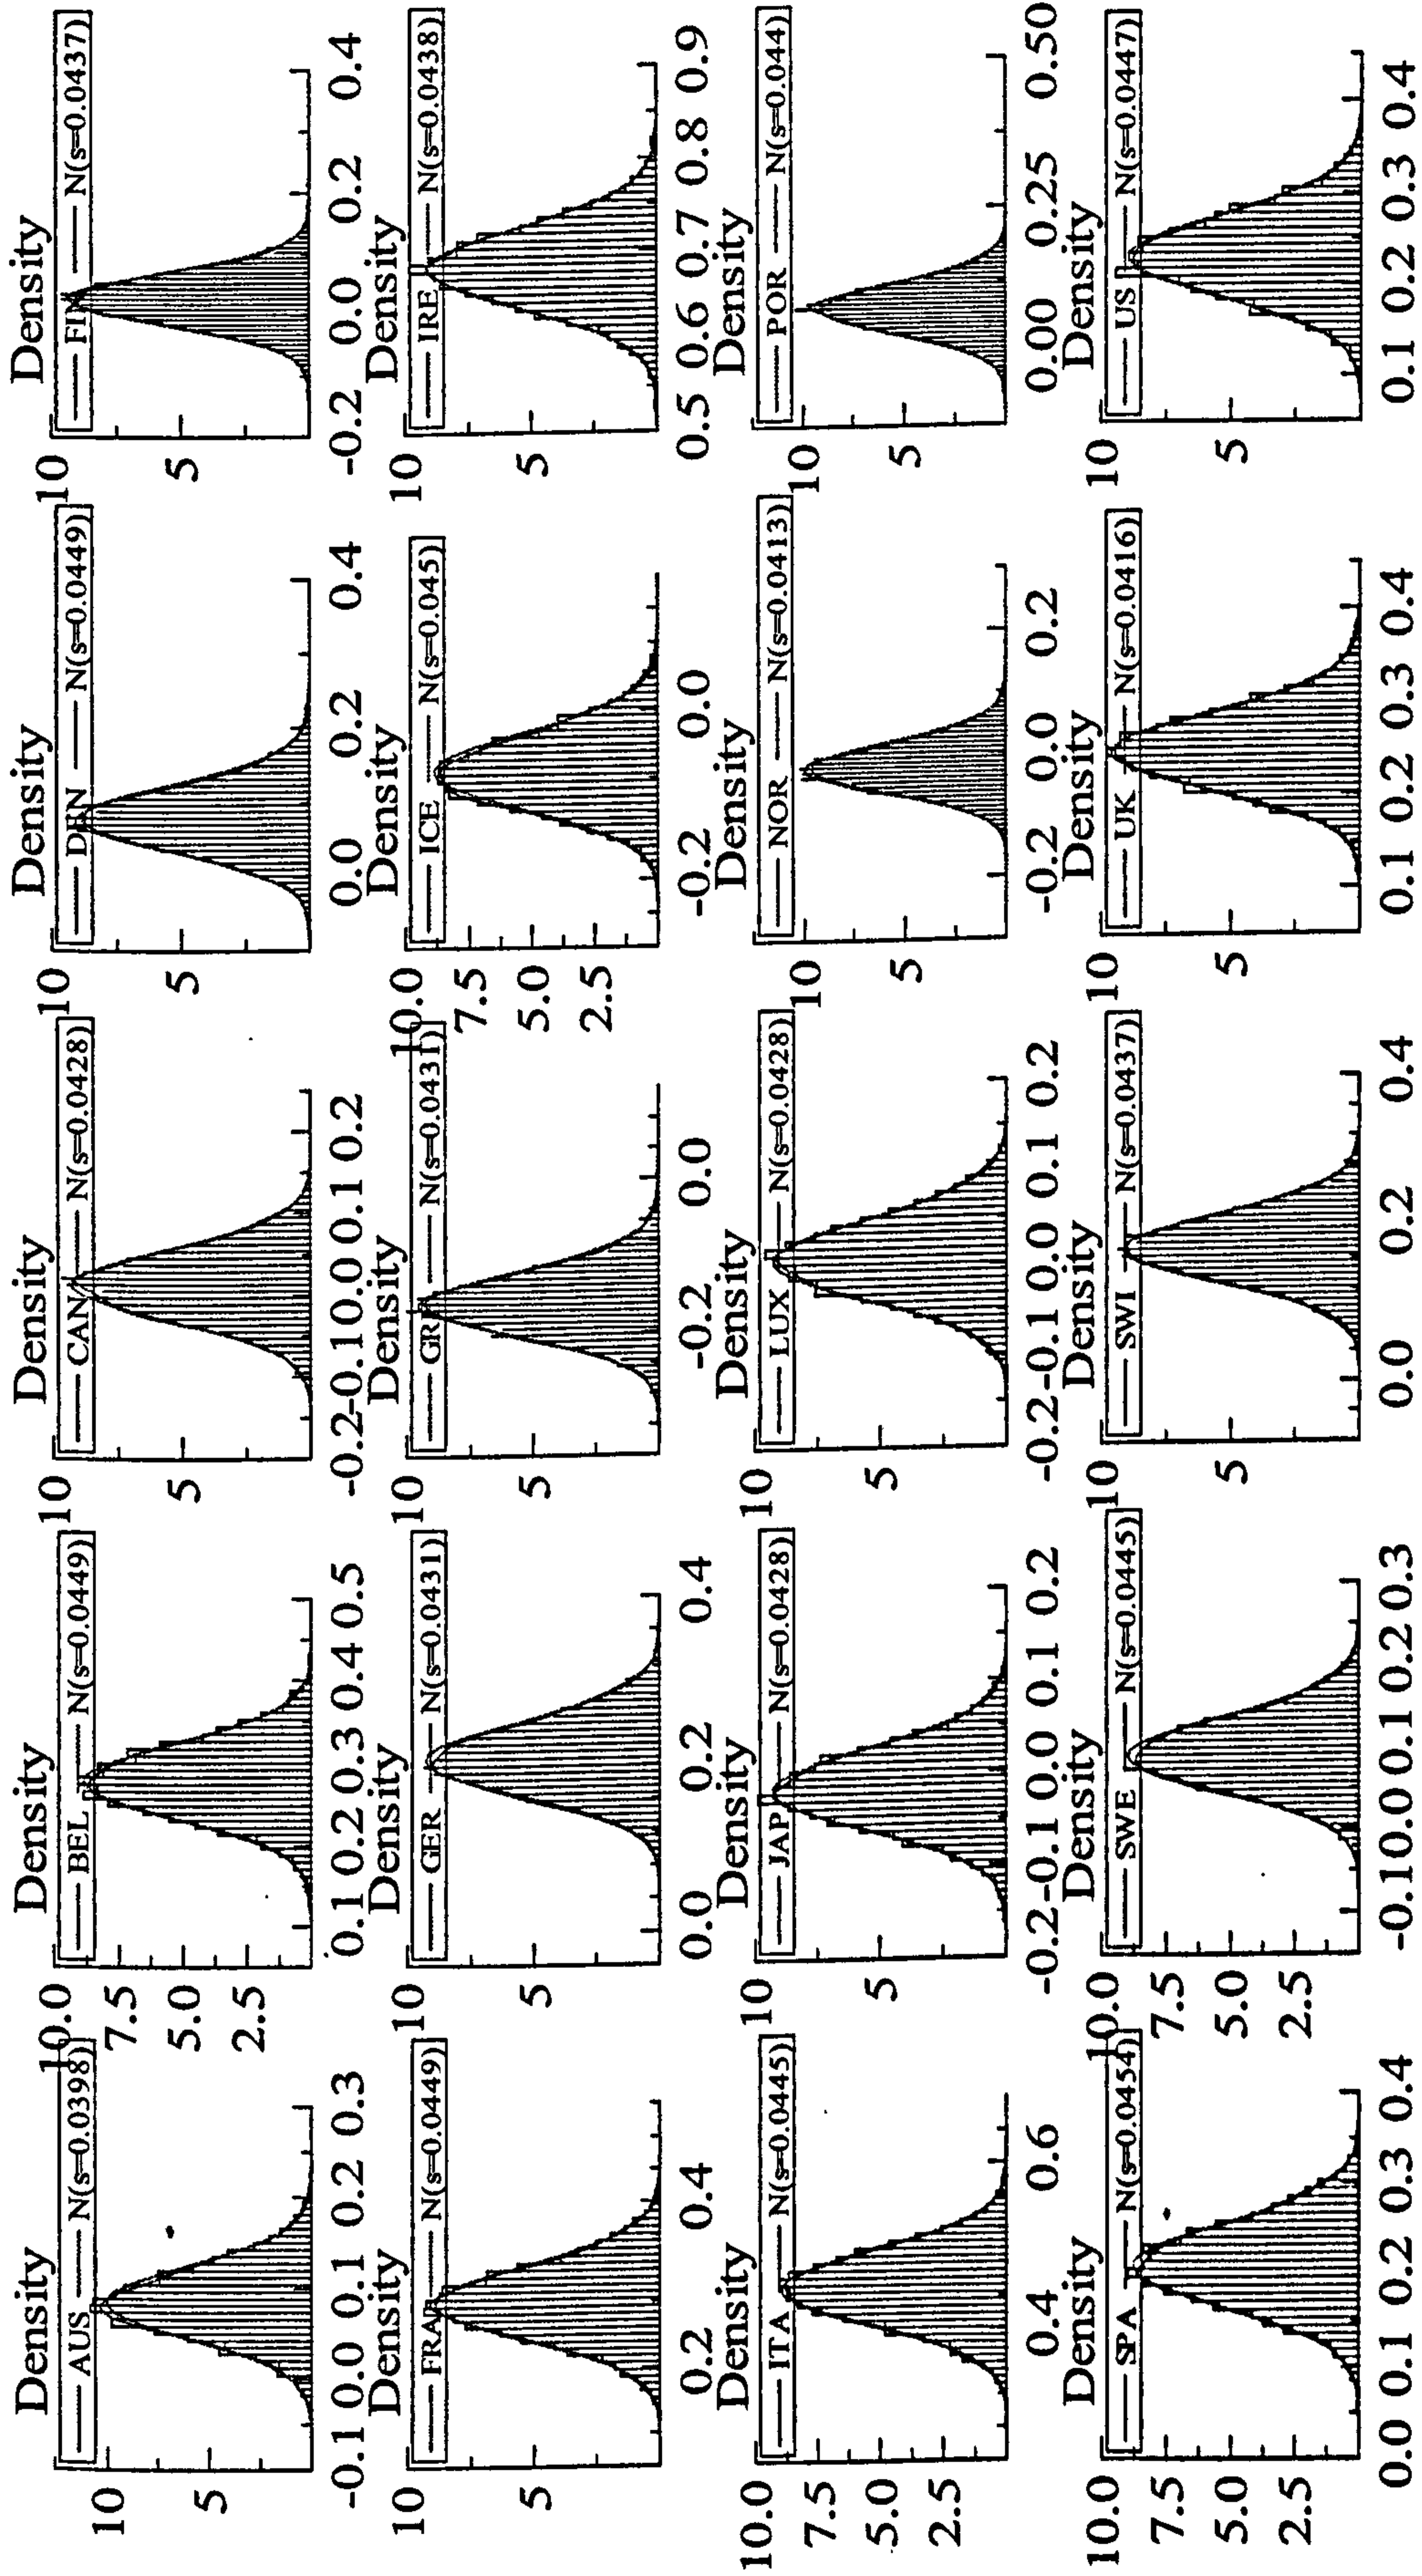 Density
AUS N(s=0.0398)
10
5
-0.1 0.0 0.1 0.2 0.3
Density
BEL N(s=0.0449)
10.0
7.5
5.0
2.5
0.1 0.2 0.3 0.4 0.5
Density
CAN N(s=0.0428)
10
5
-0.2 -0.1 0.0 0.1 0.2
Density
DEN N(s=0.0449)
10
5
0.0 0.2 0.4
Density
FIN N(s=0.0437)
10
5
-0.2 0.0 0.2 0.4
Density
FRA N(s=0.0449)
10
5
0.2 0.4
Density
GER N(s=0.0431)
10
5
0.0 0.2 0.4
Density
GRE N(s=0.0431)
10
5
-0.2 0.0
Density
ICE N(s=0.045)
10.0
7.5
5.0
2.5
-0.2 0.0
Density
IRE N(s=0.0438)
10
5
0.5 0.6 0.7 0.8 0.9
Density
ITA N(s=0.0445)
10.0
7.5
5.0
2.5
0.4 0.6
Density
JAP N(s=0.0428)
10
5
-0.2 -0.1 0.0 0.1 0.2
Density
LUX N(s=0.0428)
10
5
-0.2 -0.1 0.0 0.1 0.2
Density
NOR N(s=0.0413)
10
5
-0.2 0.0 0.2
Density
POR N(s=0.044)
10
5
0.00 0.25 0.50
Density
SPA N(s=0.0454)
10.0
7.5
5.0
2.5
0.0 0.1 0.2 0.3 0.4
Density
SWE N(s=0.0445)
10.0
7.5
5.0
2.5
-0.1 0.0 0.1 0.2 0.3
Density
SWI N(s=0.0437)
10
5
0.0 0.2 0.4
Density
UK N(s=0.0416)
10
5
0.1 0.2 0.3 0.4
Density
US N(s=0.0447)
10
5
0.1 0.2 0.3 0.4